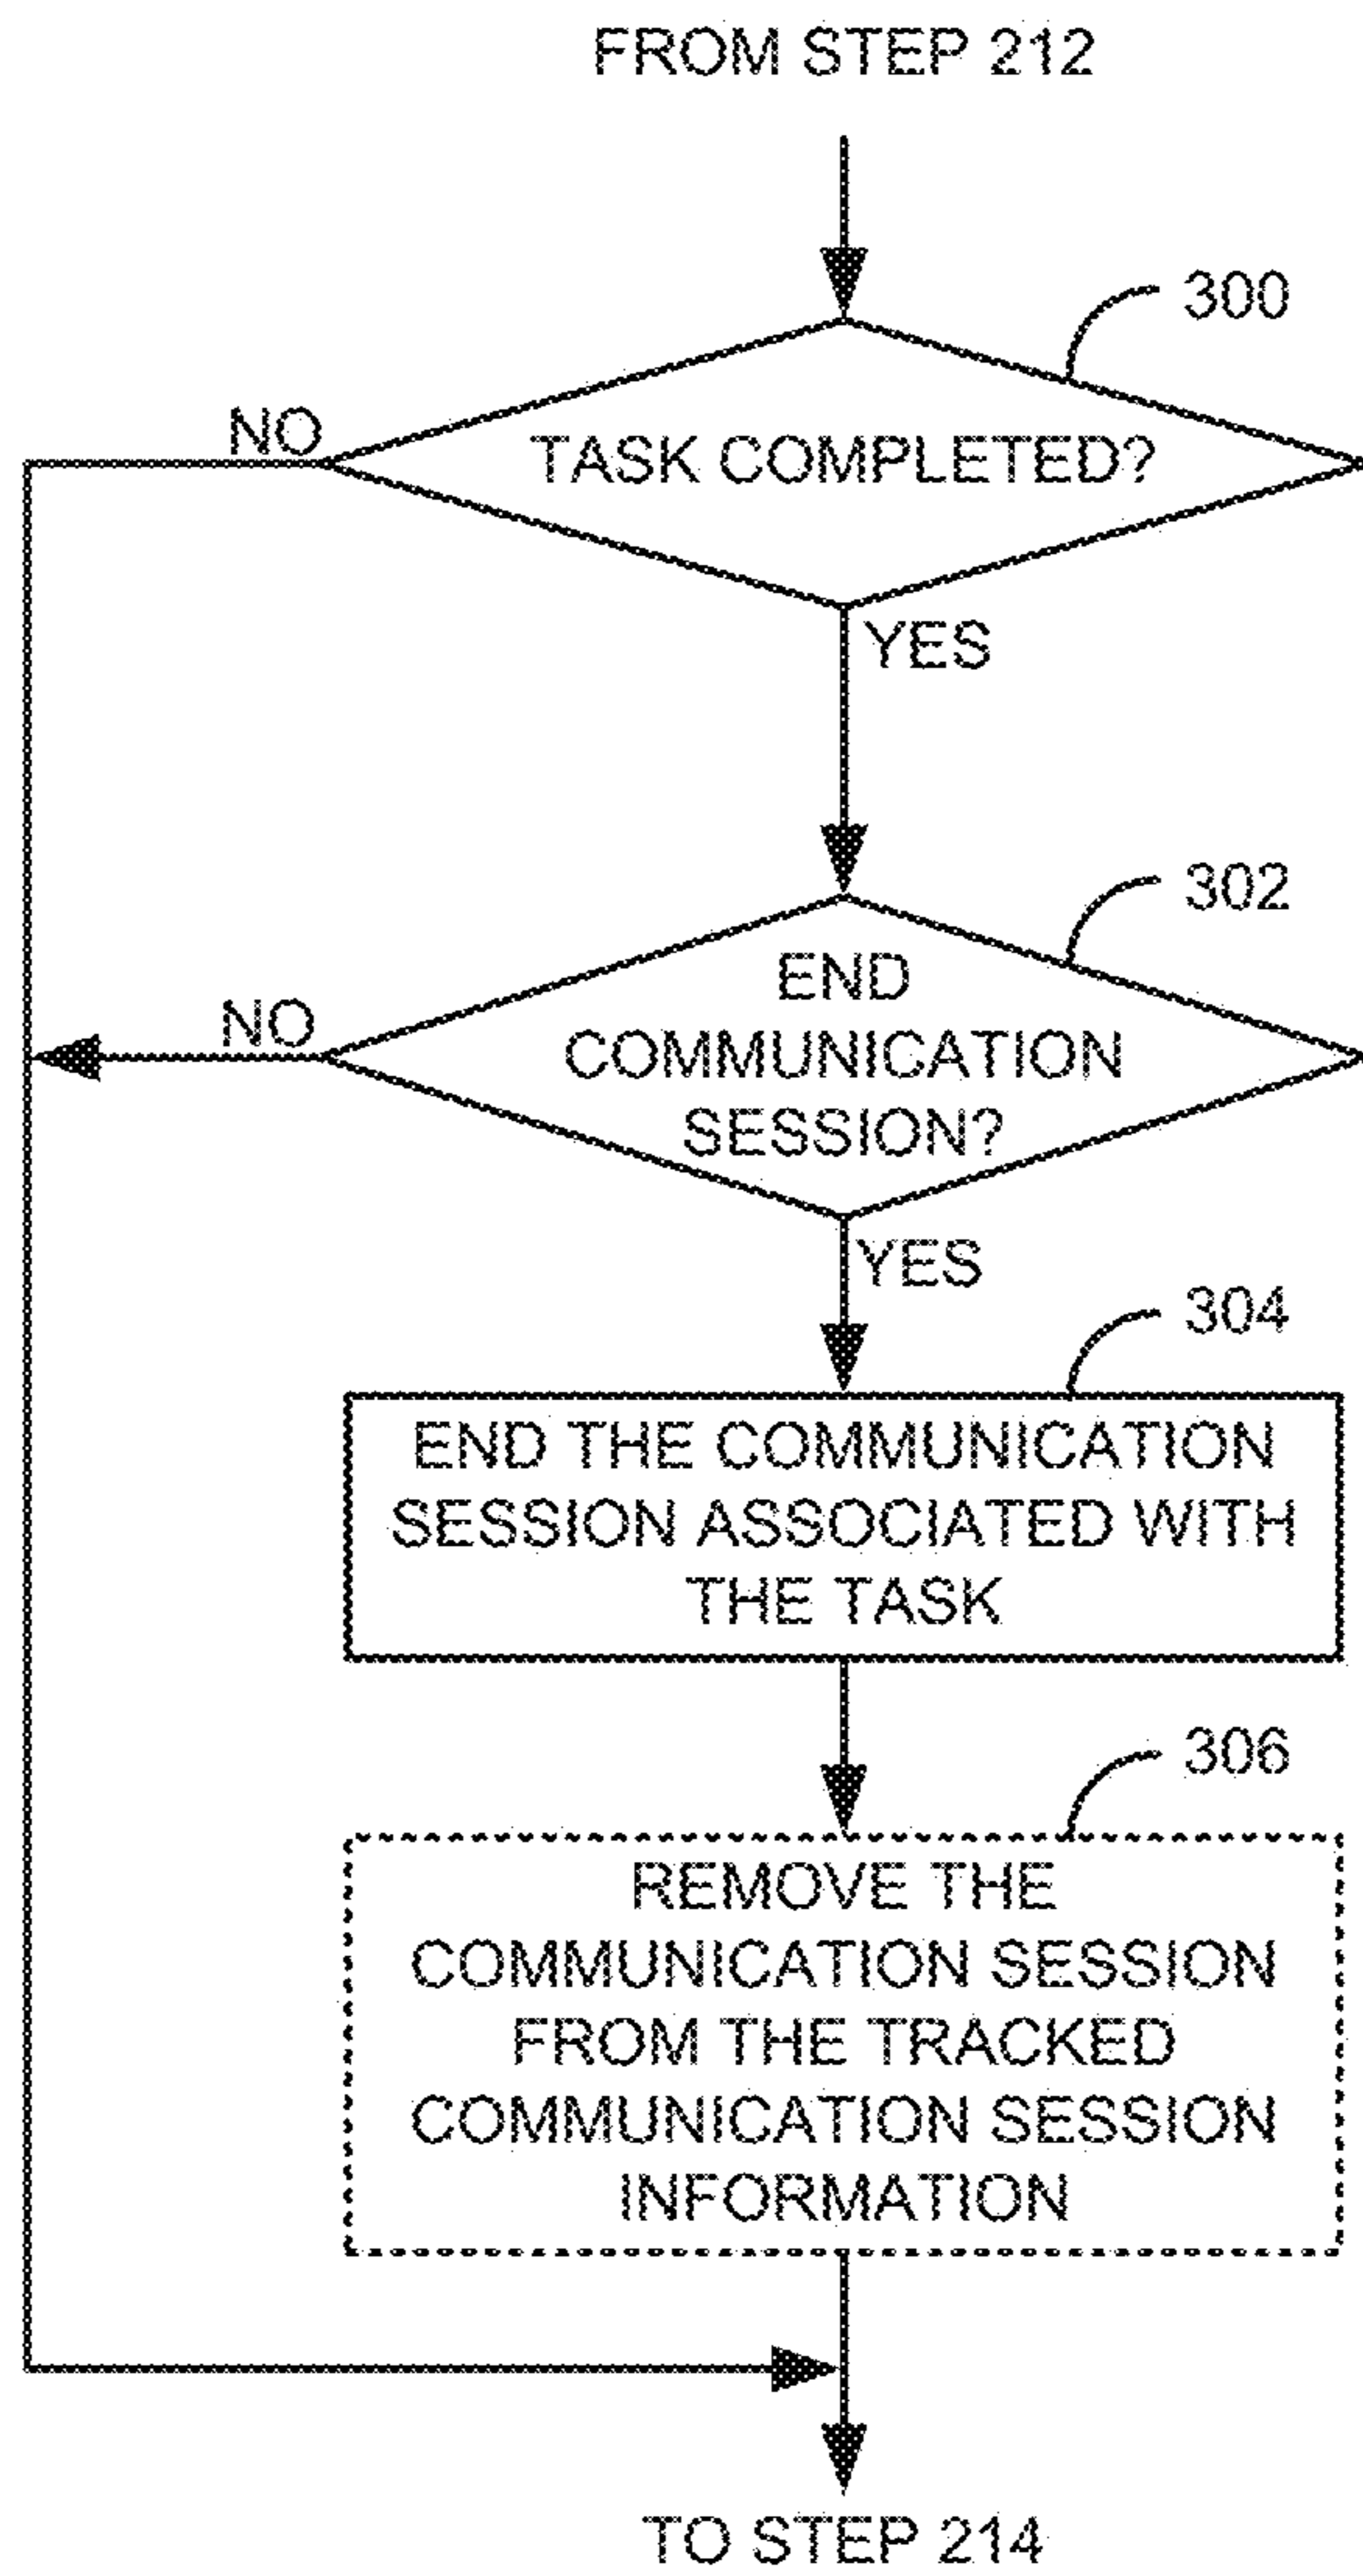 FROM STEP 212
300
NO
TASK COMPLETED?
YES
302
NO
END
COMMUNICATION
SESSION?
YES
304
END THE COMMUNICATION
SESSION ASSOCIATED WITH
THE TASK
306
REMOVE THE
COMMUNICATION SESSION
FROM THE TRACKED
COMMUNICATION SESSION
INFORMATION
TO STEP 214